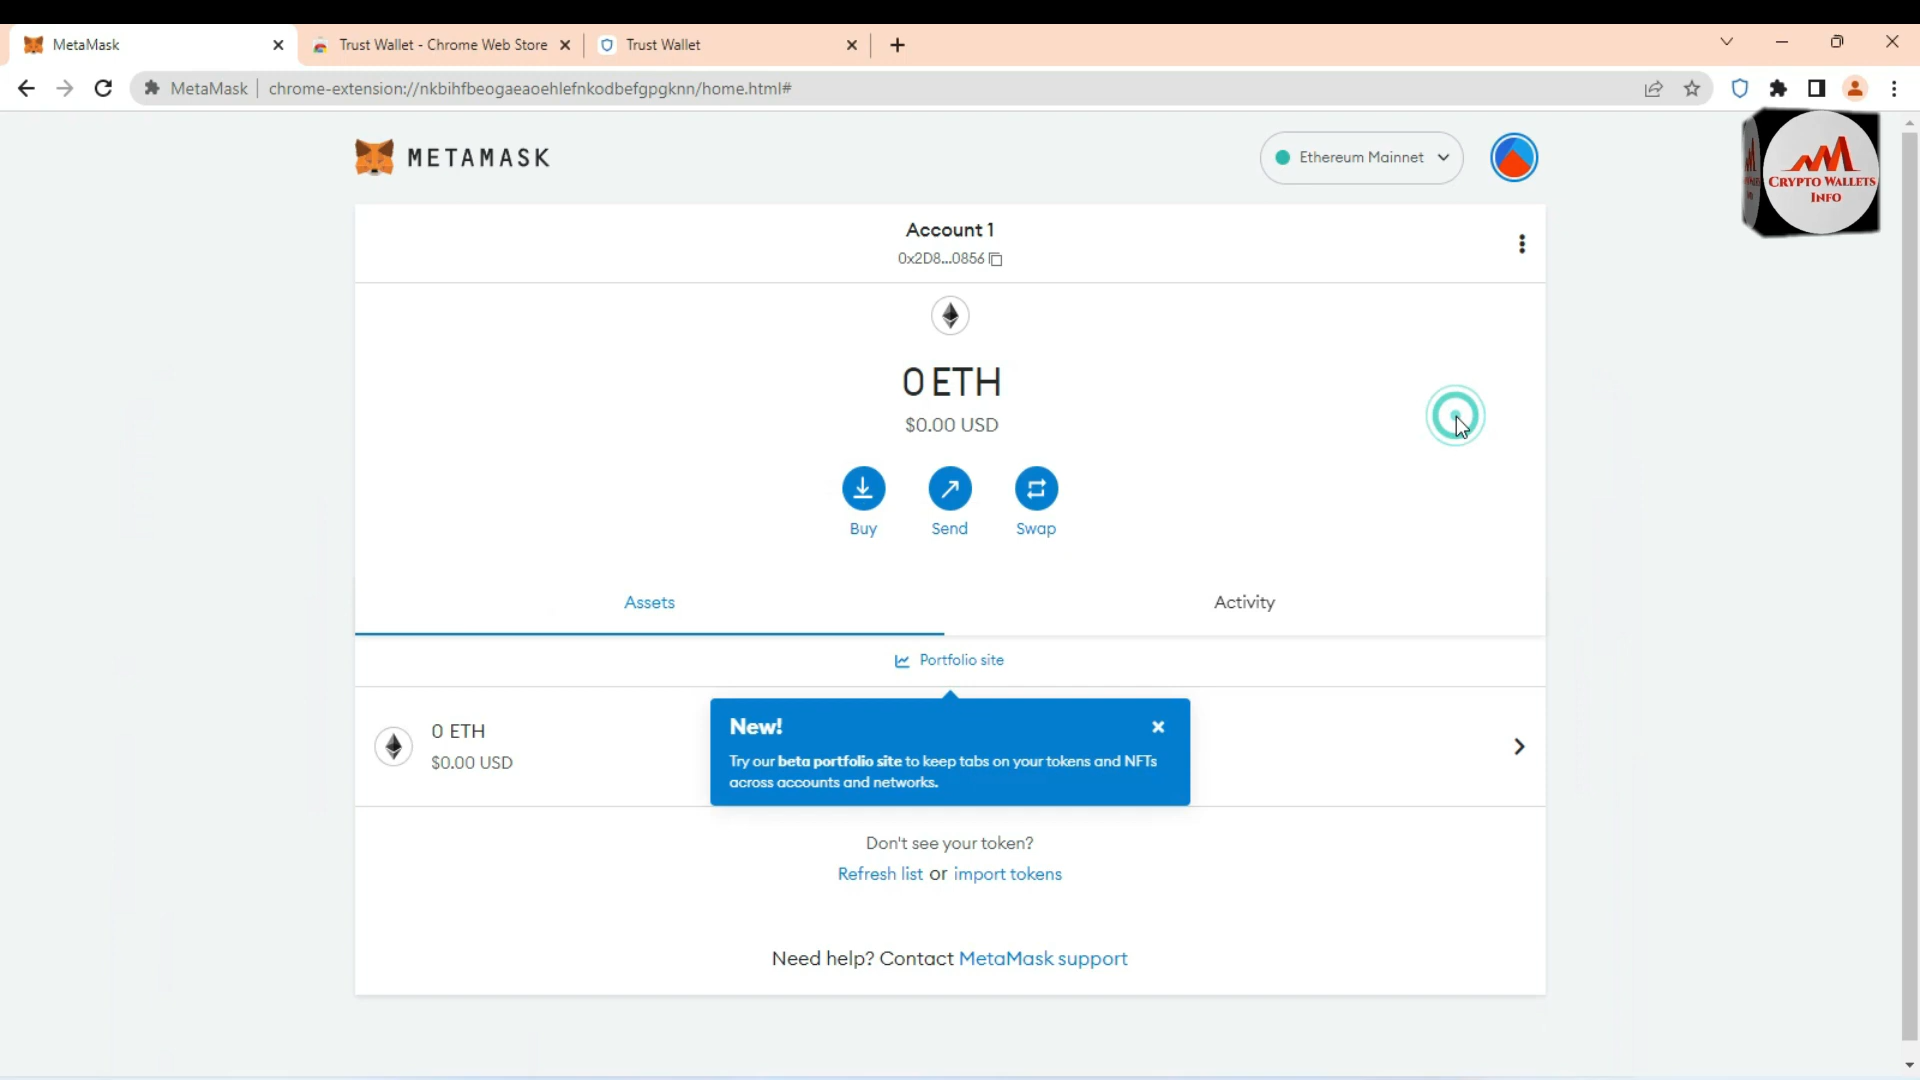 MetaMask
Trust Wallet - Chrome Web Store
Trust Wallet
MetaMask
chrome-extension://nkbihfbeogaeaoehlefnkodbefgpgknn/home.html#
METAMASK
Ethereum Mainnet
CRYPTO WALLETS
INFO
Account 1
0x2D8...0856
0 ETH
$0.00 USD
Buy
Send
Swap
Assets
Activity
Portfolio site
0 ETH
$0.00 USD
New!
Try our beta portfolio site to keep tabs on your tokens and NFTs
across accounts and networks.
Don't see your token?
Refresh list or import tokens
Need help? Contact MetaMask support